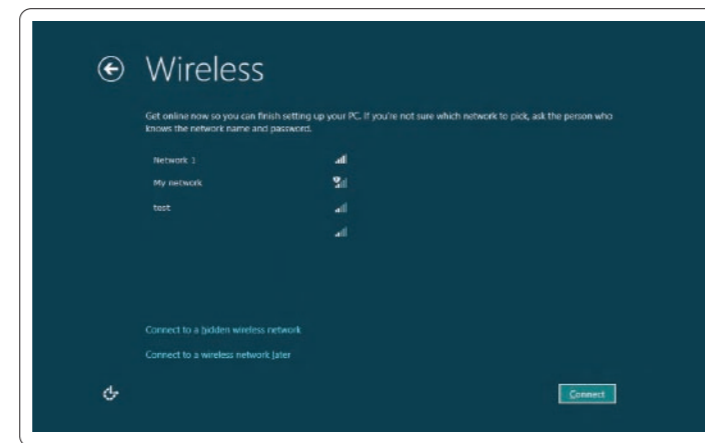 Wireless
Get online now so you can finish setting up your PC. If you're not sure which network to pick, ask the person who
knows the network name and password.
Network 1
My network
test
Connect to a hidden wireless network
Connect to a wireless network later
Connect